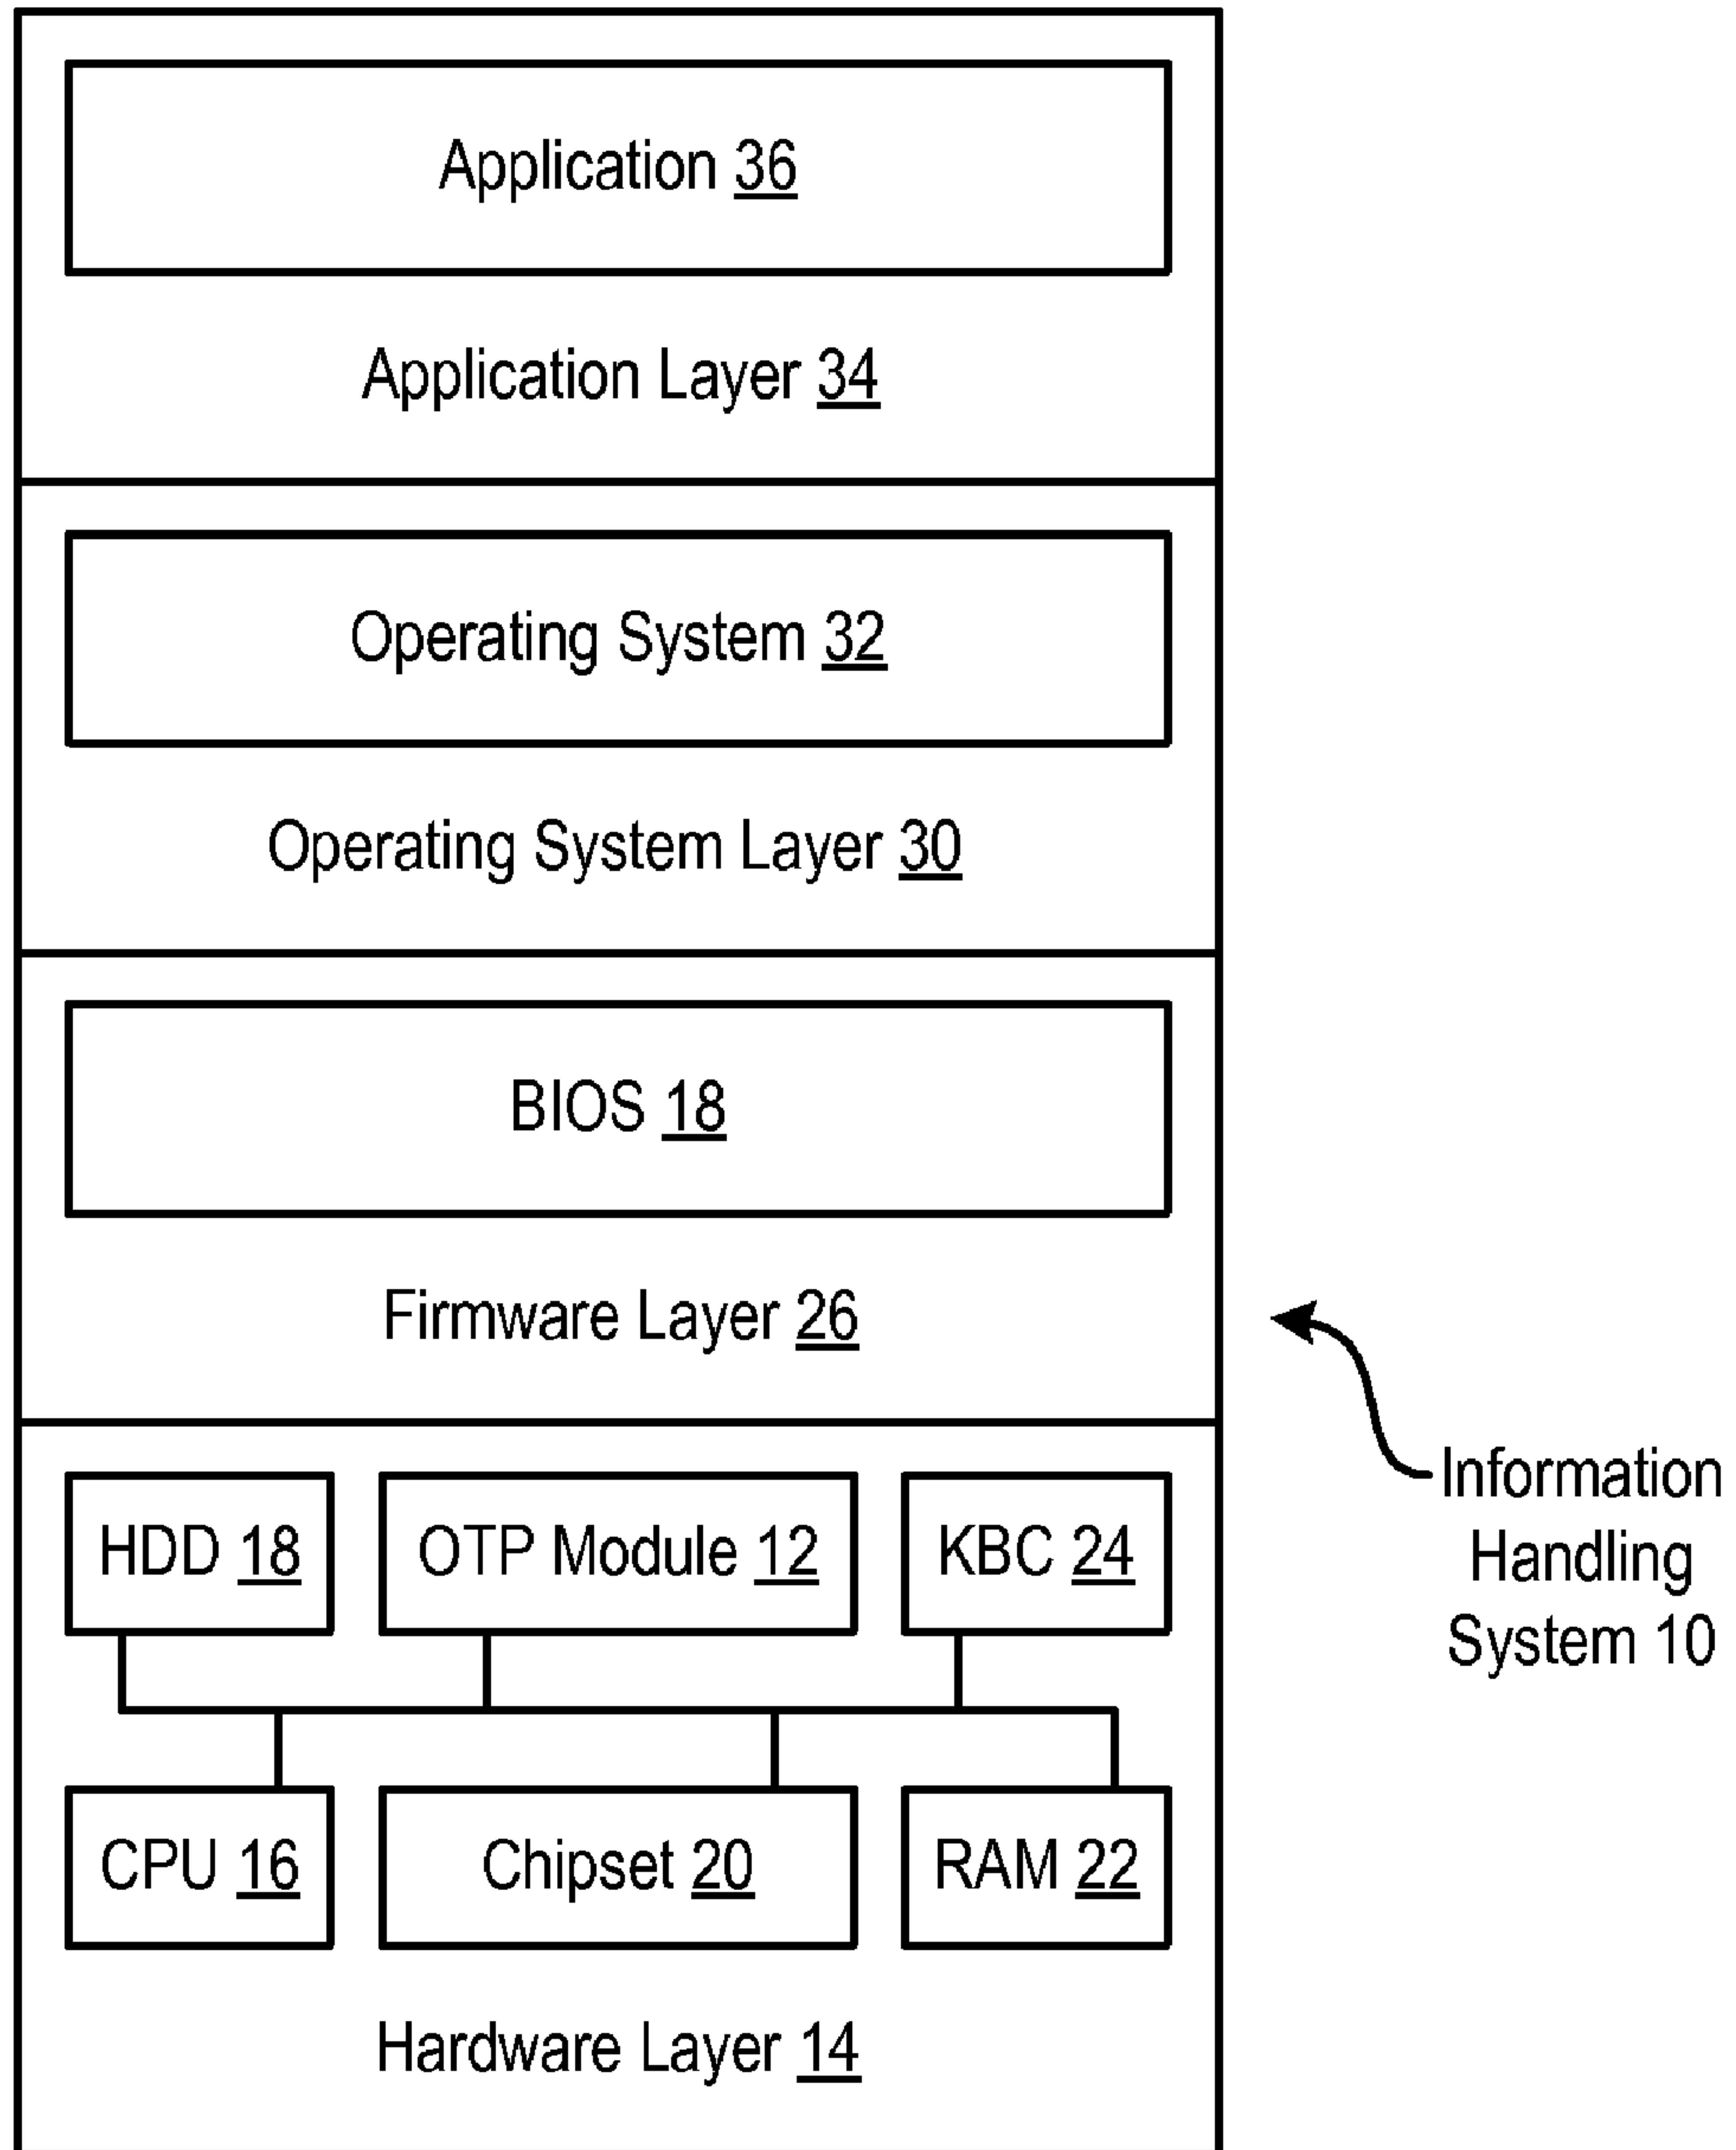 Application 36
Application Layer 34
Operating System 32
Operating System Layer 30
BIOS 18
Firmware Layer 26
HDD 18
OTP Module 12
KBC 24
CPU 16
Chipset 20
RAM 22
Hardware Layer 14
Information
Handling
System 10